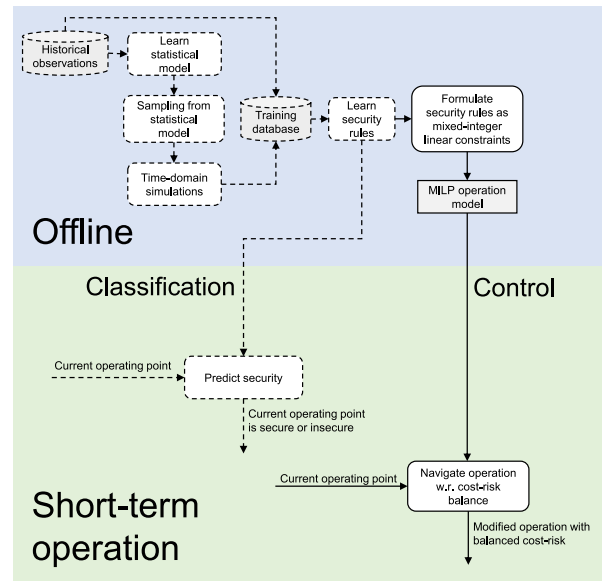 Historical
observations
Learn
statistical
model
Sampling from
statistical
model
Time-domain
simulations
Training
database
Learn
security
rules
Formulate
security rules as
mixed-integer
linear constraints
MILP operation
model
Offline
Classification
Control
Current operating point
Predict security
Current operating point
is secure or insecure
Current operating point
Navigate operation
w.r. cost-risk
balance
Modified operation with
balanced cost-risk
Short-term
operation